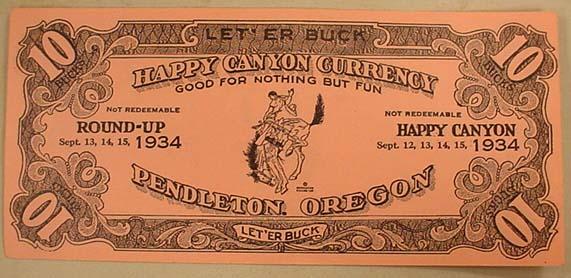 LET'ER BUCK
10 BUCKS
10 BUCKS
HAPPY CANYON CURRENCY
GOOD FOR NOTHING BUT FUN
NOT REDEEMABLE
ROUND-UP
Sept. 13, 14, 15, 1934
NOT REDEEMABLE
HAPPY CANYON
Sept. 12, 13, 14, 15, 1934
PENDLETON, OREGON
10 BUCKS
10 BUCKS
LET'ER BUCK